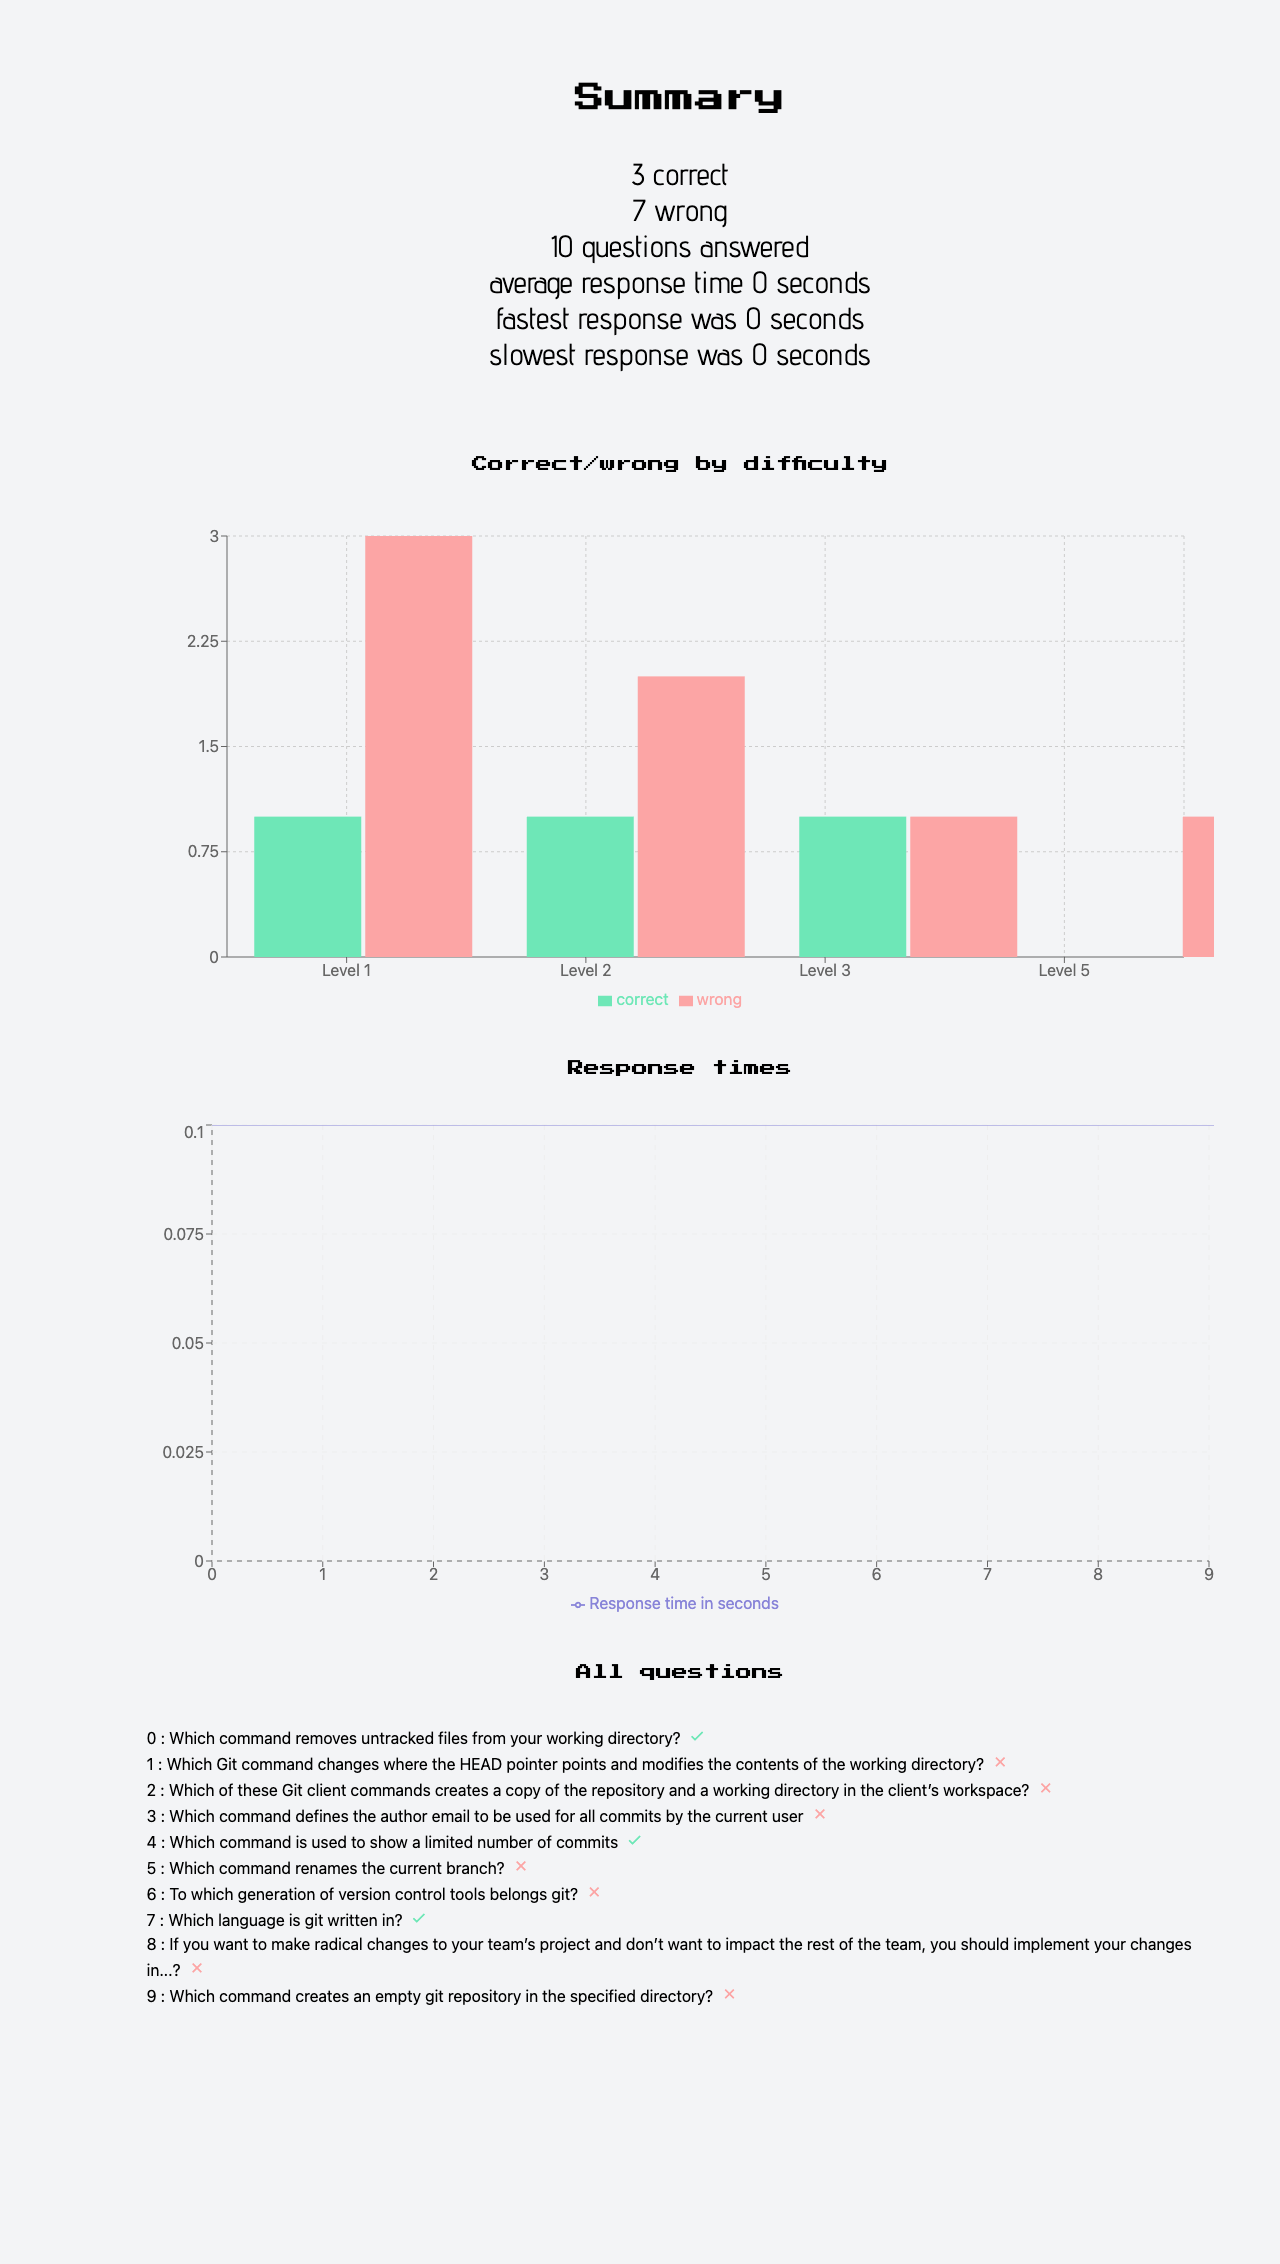 Summary
3 correct
7 wrong
10 questions answered
average response time 0 seconds
fastest response was 0 seconds
slowest response was 0 seconds
Correct/wrong by difficulty
3
2.25
1.5
0.75
0
Level 1 Level 2 Level 3 Level 5
correct wrong
Response times
0.1
0.075
0.05
0.025
0
0 1 2 3 4 5 6 7 8 9
Response time in seconds
All questions
0 : Which command removes untracked files from your working directory?
1 : Which Git command changes where the HEAD pointer points and modifies the contents of the working directory?
2 : Which of these Git client commands creates a copy of the repository and a working directory in the client’s workspace?
3 : Which command defines the author email to be used for all commits by the current user
4 : Which command is used to show a limited number of commits
5 : Which command renames the current branch?
6 : To which generation of version control tools belongs git?
7 : Which language is git written in?
8 : If you want to make radical changes to your team’s project and don’t want to impact the rest of the team, you should implement your changes
in...?
9 : Which command creates an empty git repository in the specified directory?